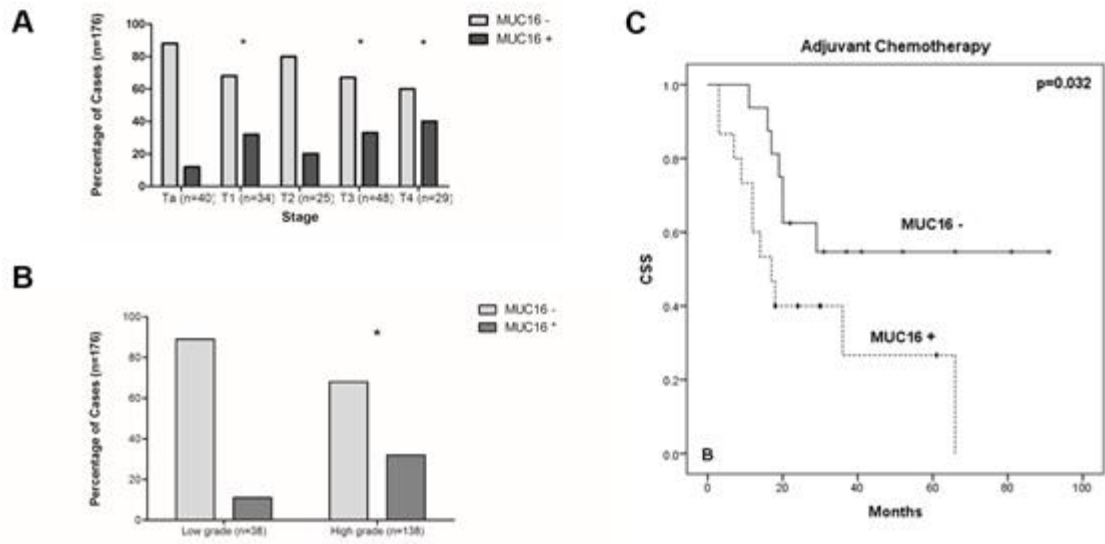 A
Percentage of Cases (n=176)
100
80
60
40
20
0
MUC16 -
MUC16 +
*
*
*
Ta (n=40)
T1 (n=34)
T2 (n=25)
T3 (n=48)
T4 (n=29)
Stage
B
Percentage of Cases (n=176)
100
80
60
40
20
0
MUC16 -
MUC16 *
*
Low grade (n=38)
High grade (n=138)
C
Adjuvant Chemotherapy
p=0.032
CSS
1.0
0.8
0.6
0.4
0.2
0.0
MUC16 -
MUC16 +
B
0
20
40
60
80
100
Months